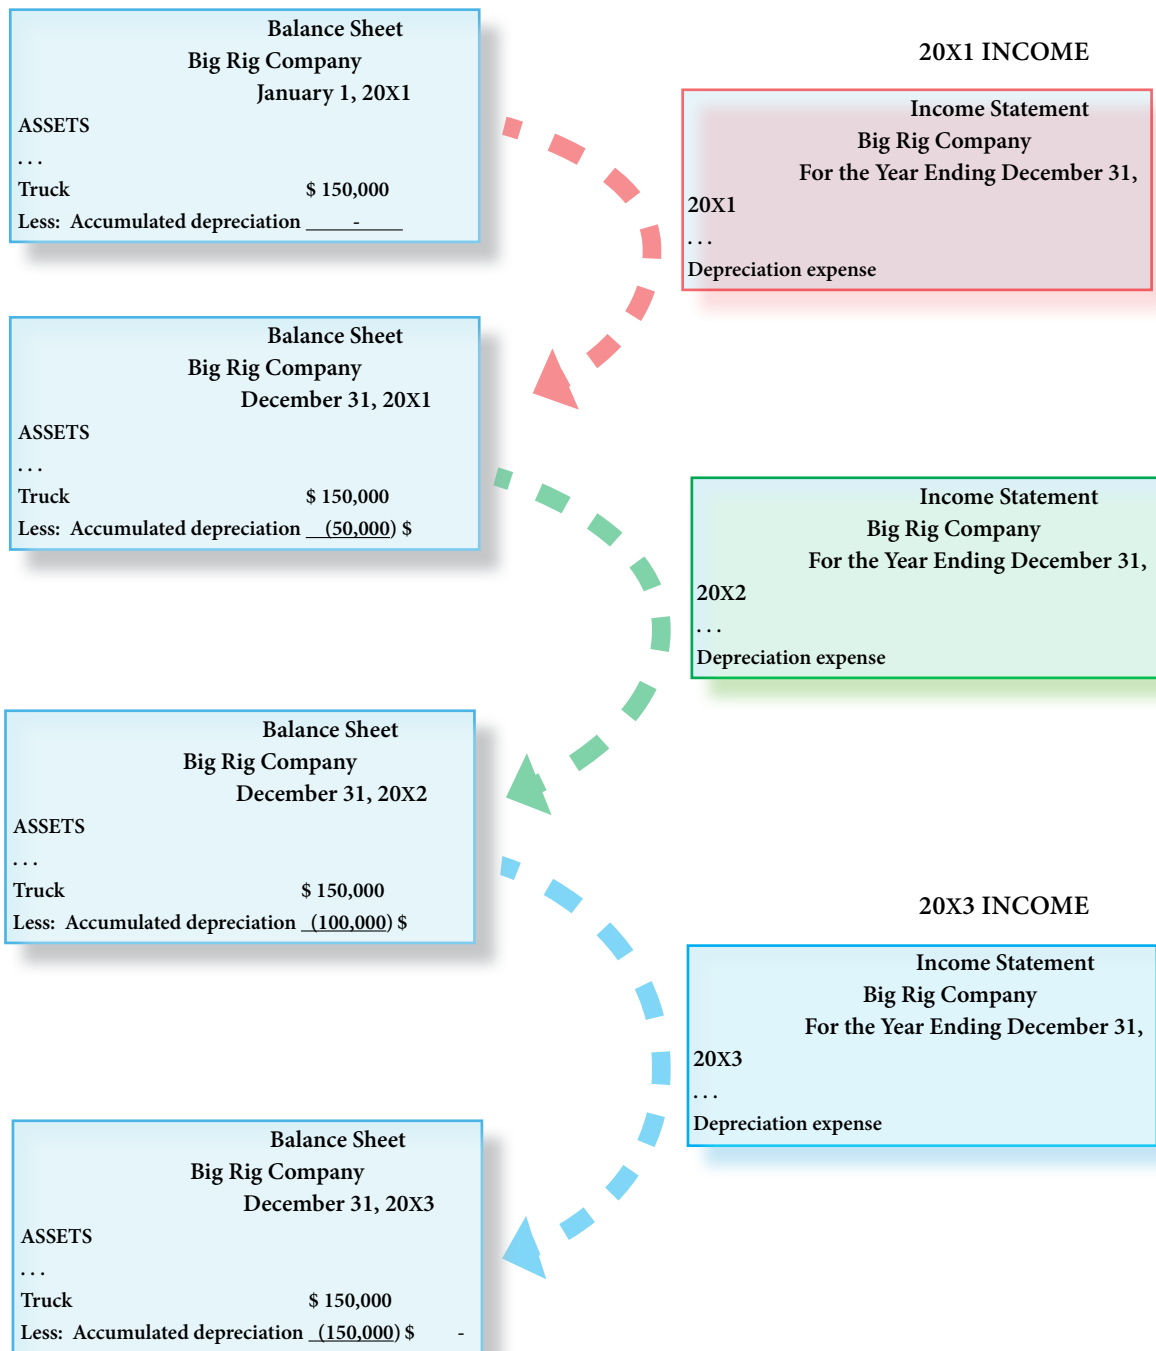 Balance Sheet
Big Rig Company
January 1, 20X1
ASSETS
. . .
Truck $ 150,000
Less: Accumulated depreciation -
20X1 INCOME
Income Statement
Big Rig Company
For the Year Ending December 31,
20X1
. . .
Depreciation expense
Balance Sheet
Big Rig Company
December 31, 20X1
ASSETS
. . .
Truck $ 150,000
Less: Accumulated depreciation (50,000) $
Income Statement
Big Rig Company
For the Year Ending December 31,
20X2
. . .
Depreciation expense
Balance Sheet
Big Rig Company
December 31, 20X2
ASSETS
. . .
Truck $ 150,000
Less: Accumulated depreciation (100,000) $
20X3 INCOME
Income Statement
Big Rig Company
For the Year Ending December 31,
20X3
. . .
Depreciation expense
Balance Sheet
Big Rig Company
December 31, 20X3
ASSETS
. . .
Truck $ 150,000
Less: Accumulated depreciation (150,000) $ -